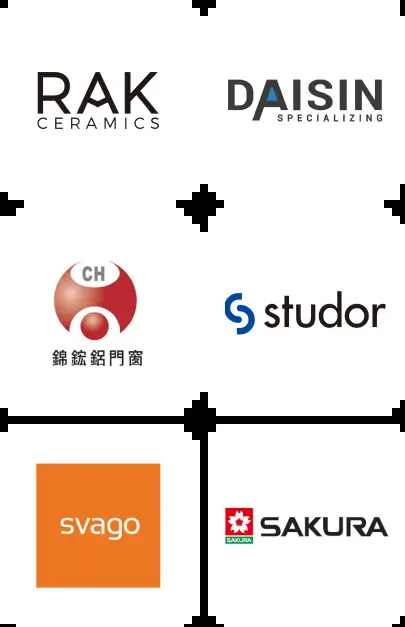 RAK
CERAMICS
DAISIN
SPECIALIZING
CH
錦鋐鋁門窗
studor
svago
SAKURA
SAKURA